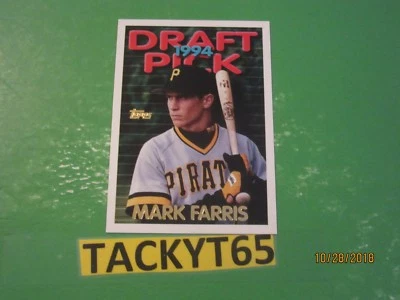 DRAFT
1994
PICK
P
Topps
PIRAT
MARK FARRIS
TACKYT65
10/28/2018